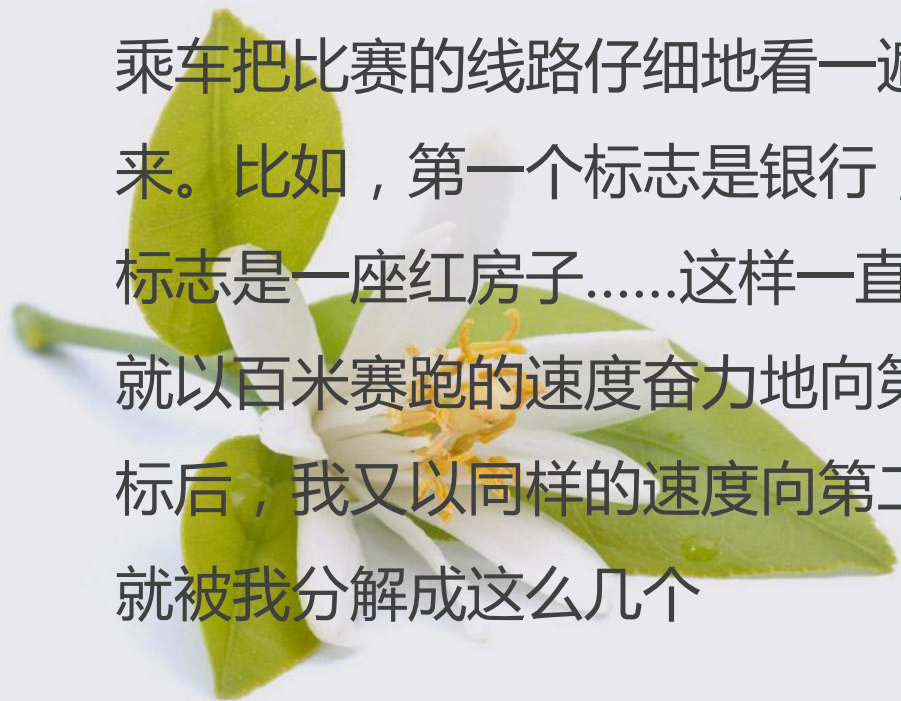 乘车把比赛的线路仔细地看一遍
来。比如，第一个标志是银行，
标志是一座红房子……这样一直
就以百米赛跑的速度奋力地向第
标后，我又以同样的速度向第二
就被我分解成这么几个